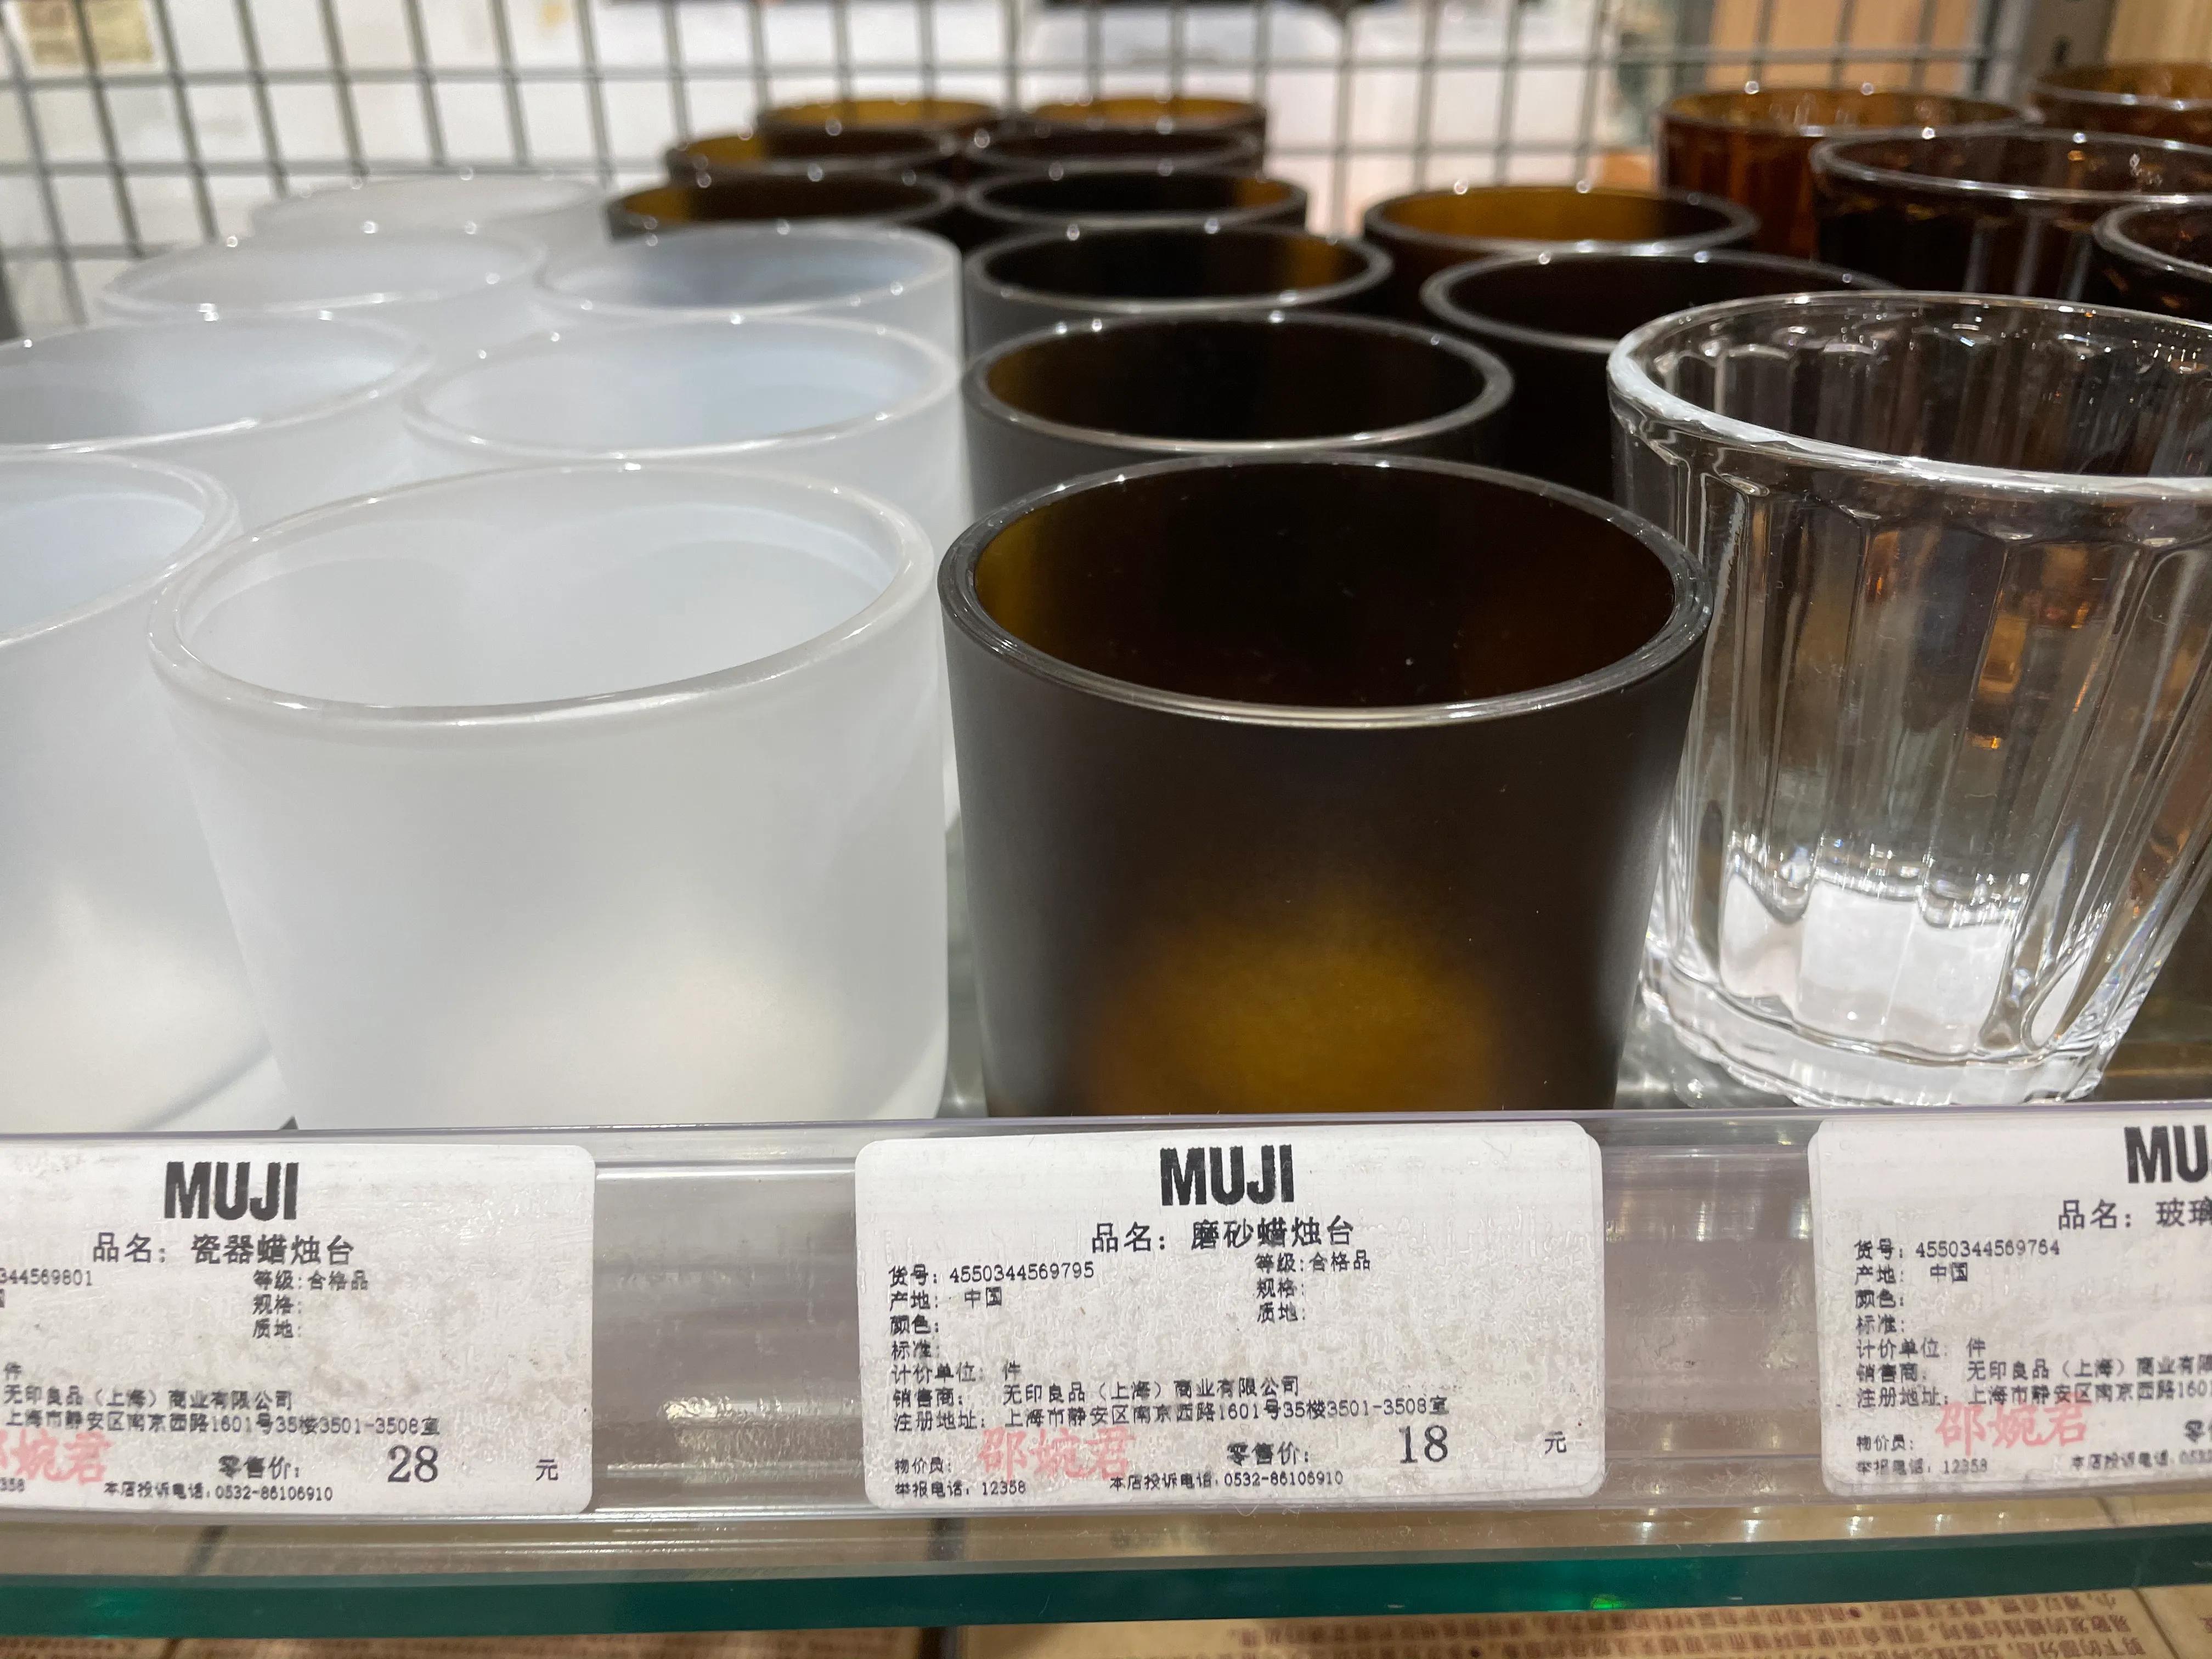 MUJI
品名：瓷器蜡烛台
344569801
等级：合格品
规格：
质地：
件
无印良品（上海）商业有限公司
上海市静安区南京西路1601号35楼3501-3508室
婉君
零售价： 28 元
358
本店投诉电话：0532-86106910
MUJI
品名：磨砂蜡烛台
货号：4550344569795
等级：合格品
产地： 中国
规格：
颜色：
质地：
标准：
计价单位： 件
销售商： 无印良品（上海）商业有限公司
注册地址： 上海市静安区南京西路1601号35楼3501-3508室
物价员： 邵婉君
零售价： 18 元
举报电话：12358
本店投诉电话：0532-86106910
MU
品名：玻璃
货号：4550344569764
产地： 中国
颜色：
标准：
计价单位： 件
销售商： 无印良品（上海）商业有限
注册地址： 上海市静安区南京西路1601
物价员： 邵婉君
零售
举报电话：12358
本店投诉电话：0532